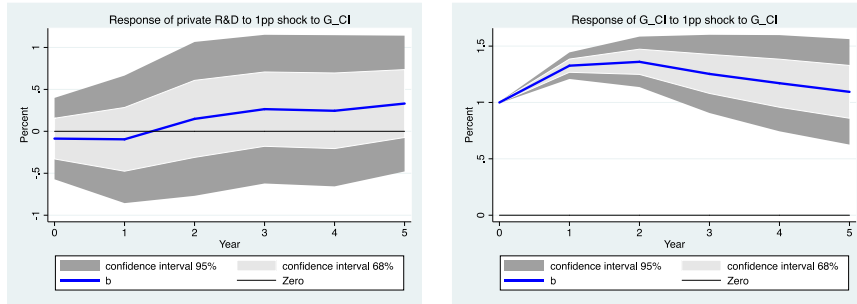 Response of private R&D to 1pp shock to G_CI
Percent
1
.5
0
-.5
-1
0 1 2 3 4 5
Year
confidence interval 95% confidence interval 68%
b Zero
Response of G_CI to 1pp shock to G_CI
Percent
1.5
1
.5
0
0 1 2 3 4 5
Year
confidence interval 95% confidence interval 68%
b Zero